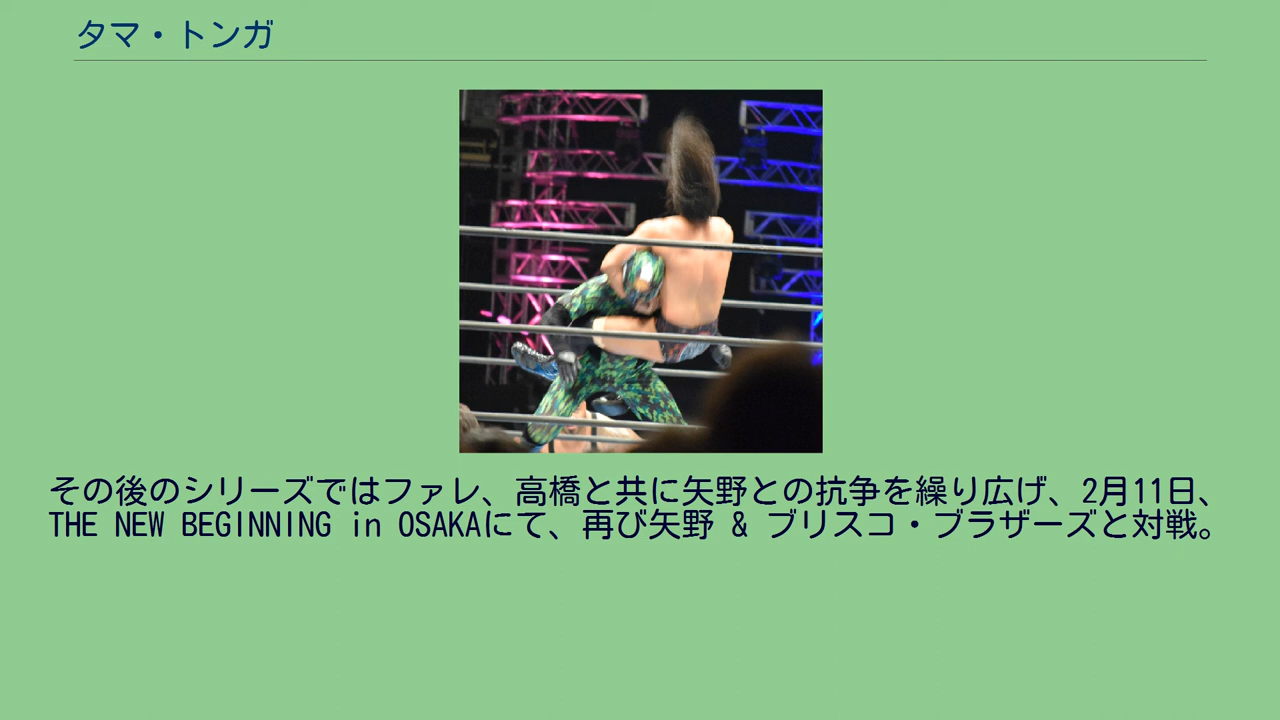 タマ・トンガ
その後のシリーズではファレ、高橋と共に矢野との抗争を繰り広げ、2月11日、
THE NEW BEGINNING in OSAKAにて、再び矢野 & ブリスコ・ブラザーズと対戦。